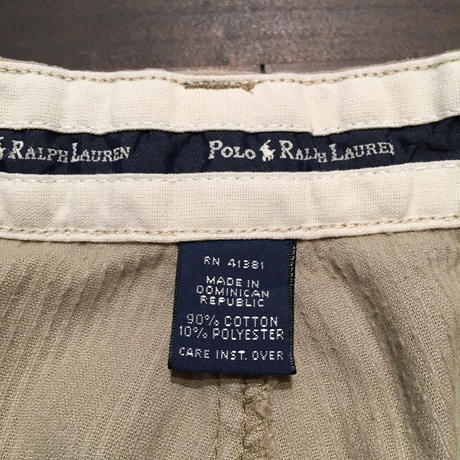 RALPH LAUREN POLO RALPH LAUREN
RN 41381
MADE IN
DOMINICAN
REPUBLIC
90% COTTON
10% POLYESTER
CARE INST. OVER